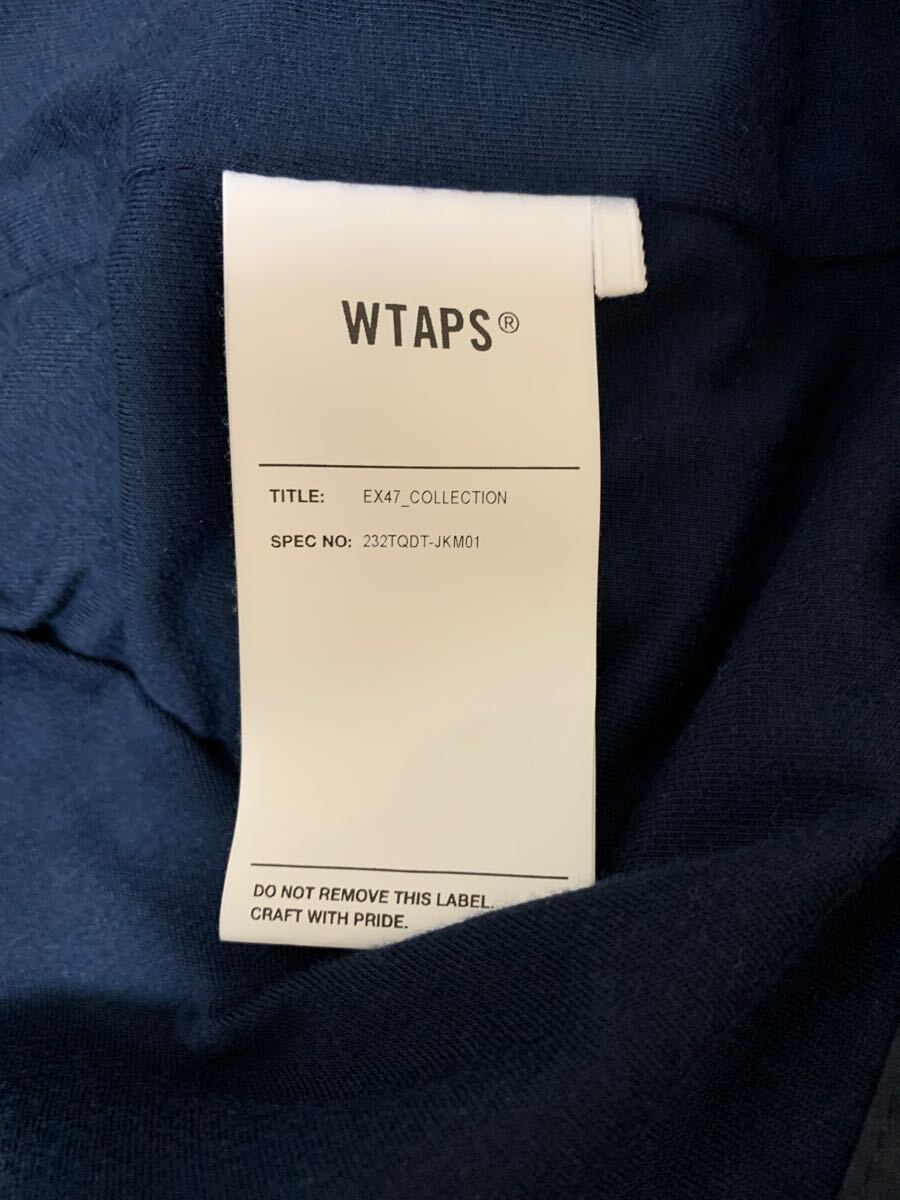 WTAPS®
TITLE: EX47_COLLECTION
SPEC NO: 232TQDT-JKM01
DO NOT REMOVE THIS LABEL.
CRAFT WITH PRIDE.